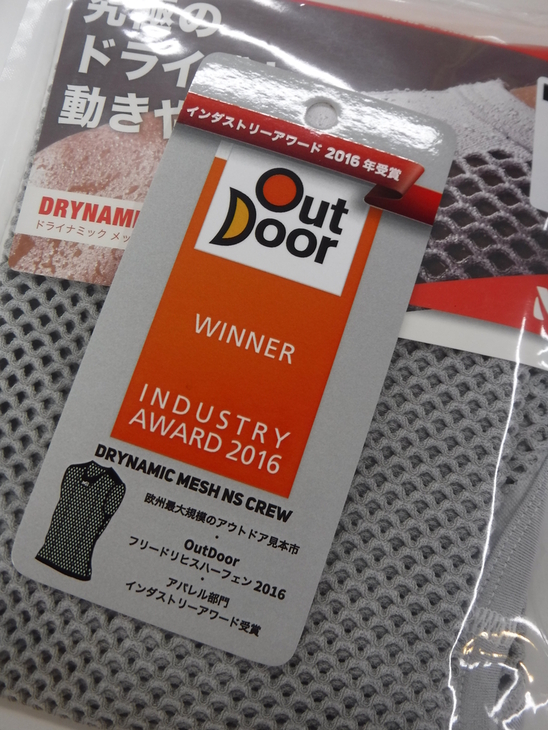 究極の
ドライ
動きや
DRYNAMI
ドライナミック メッ
インダストリーアワード 2016 年受賞
OutDoor
WINNER
INDUSTRY
AWARD 2016
DRYNAMIC MESH NS CREW
欧州最大規模のアウトドア見本市
・
OutDoor
フリードリヒスハーフェン 2016
・
アパレル部門
インダストリーアワード受賞